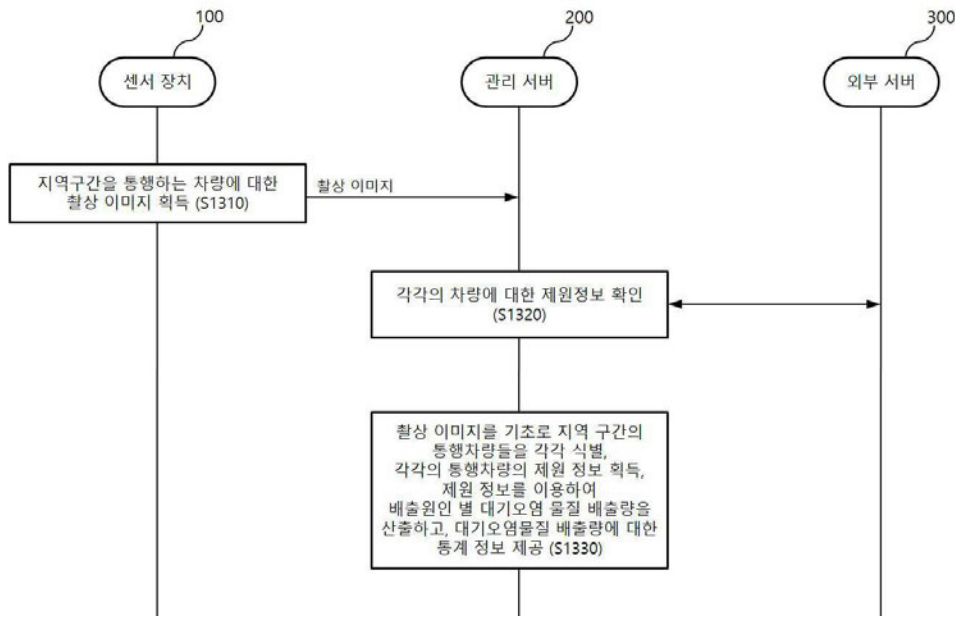 100
200
300
센서 장치
관리 서버
외부 서버
지역구간을 통행하는 차량에 대한
촬상 이미지 획득 (S1310)
촬상 이미지
각각의 차량에 대한 제원정보 확인
(S1320)
촬상 이미지를 기초로 지역 구간의
통행차량들을 각각 식별,
각각의 통행차량의 제원 정보 획득,
제원 정보를 이용하여
배출원인 별 대기오염 물질 배출량을
산출하고, 대기오염물질 배출량에 대한
통계 정보 제공 (S1330)